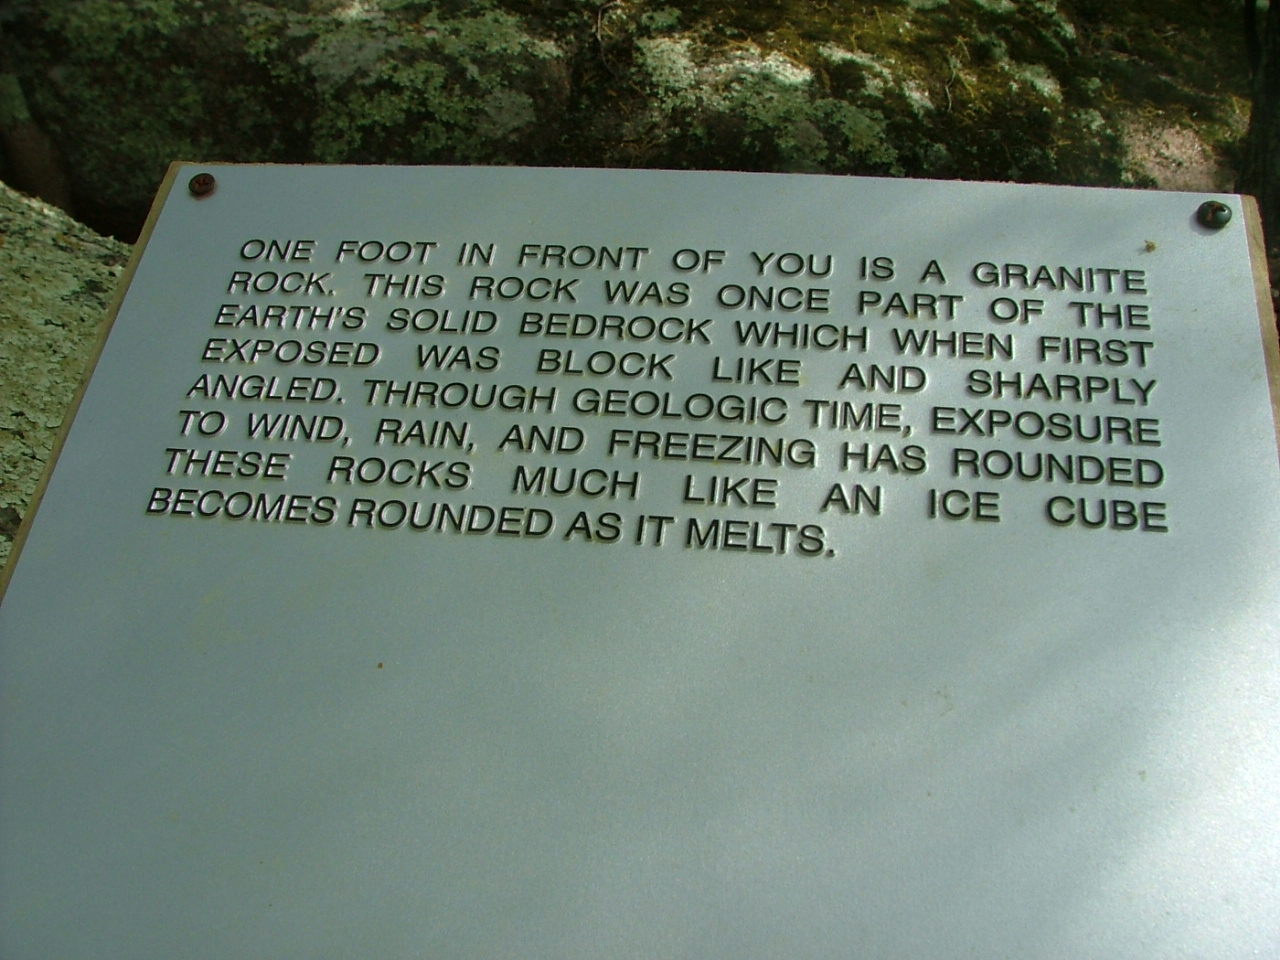 ONE FOOT IN FRONT OF YOU IS A GRANITE
ROCK. THIS ROCK WAS ONCE PART OF THE
EARTH'S SOLID BEDROCK WHICH WHEN FIRST
EXPOSED WAS BLOCK LIKE AND SHARPLY
ANGLED. THROUGH GEOLOGIC TIME, EXPOSURE
TO WIND, RAIN, AND FREEZING HAS ROUNDED
THESE ROCKS MUCH LIKE AN ICE CUBE
BECOMES ROUNDED AS IT MELTS.